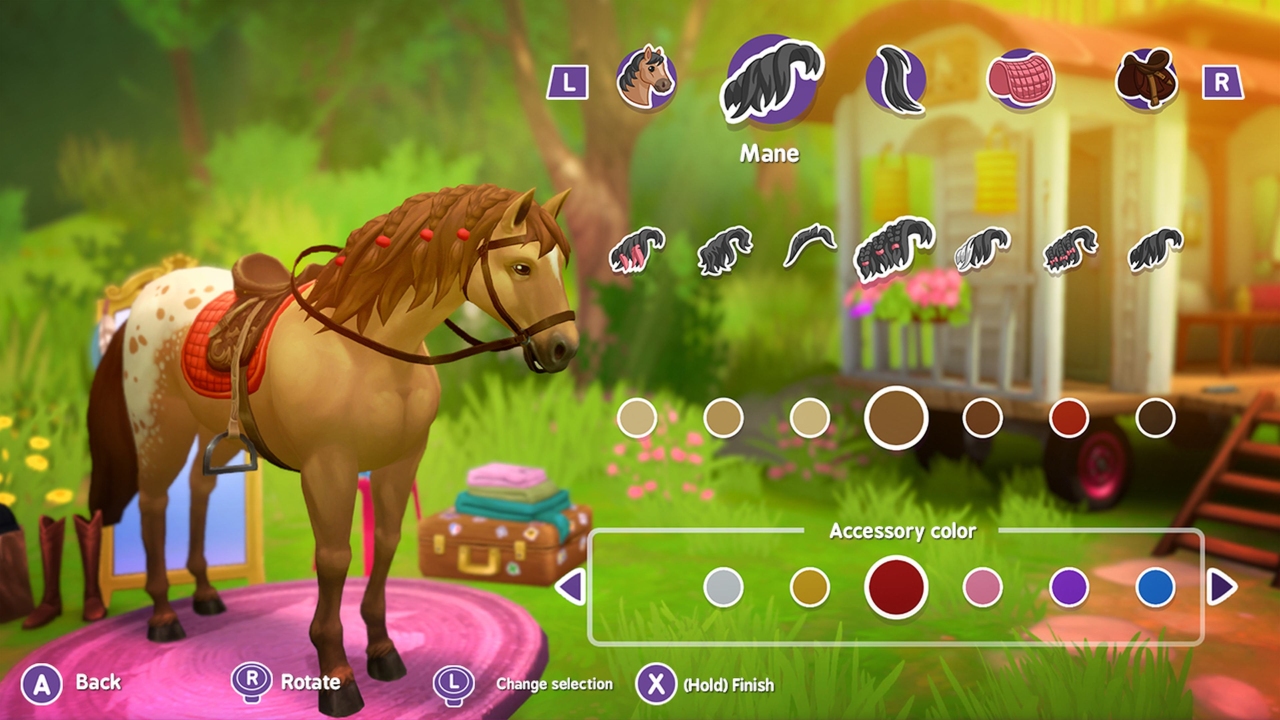 L
R
Mane
Accessory color
A Back
R Rotate
L Change selection
X (Hold) Finish